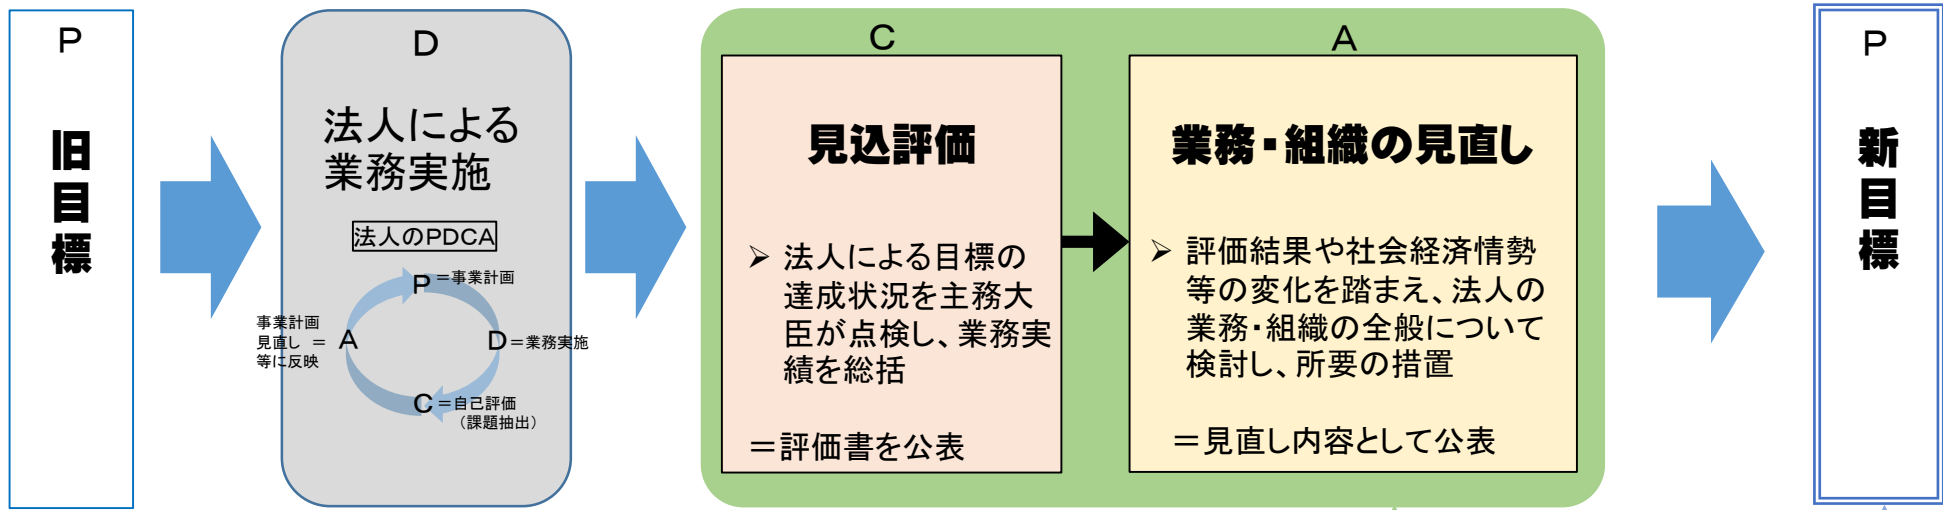 P
旧目標
D
法人による
業務実施
法人のPDCA
P=事業計画
D=業務実施
C=自己評価
(課題抽出)
事業計画
見直し = A
等に反映
C
見込評価
➢ 法人による目標の
達成状況を主務大
臣が点検し、業務実
績を総括
=評価書を公表
A
業務・組織の見直し
➢ 評価結果や社会経済情勢
等の変化を踏まえ、法人の
業務・組織の全般について
検討し、所要の措置
=見直し内容として公表
P
新目標